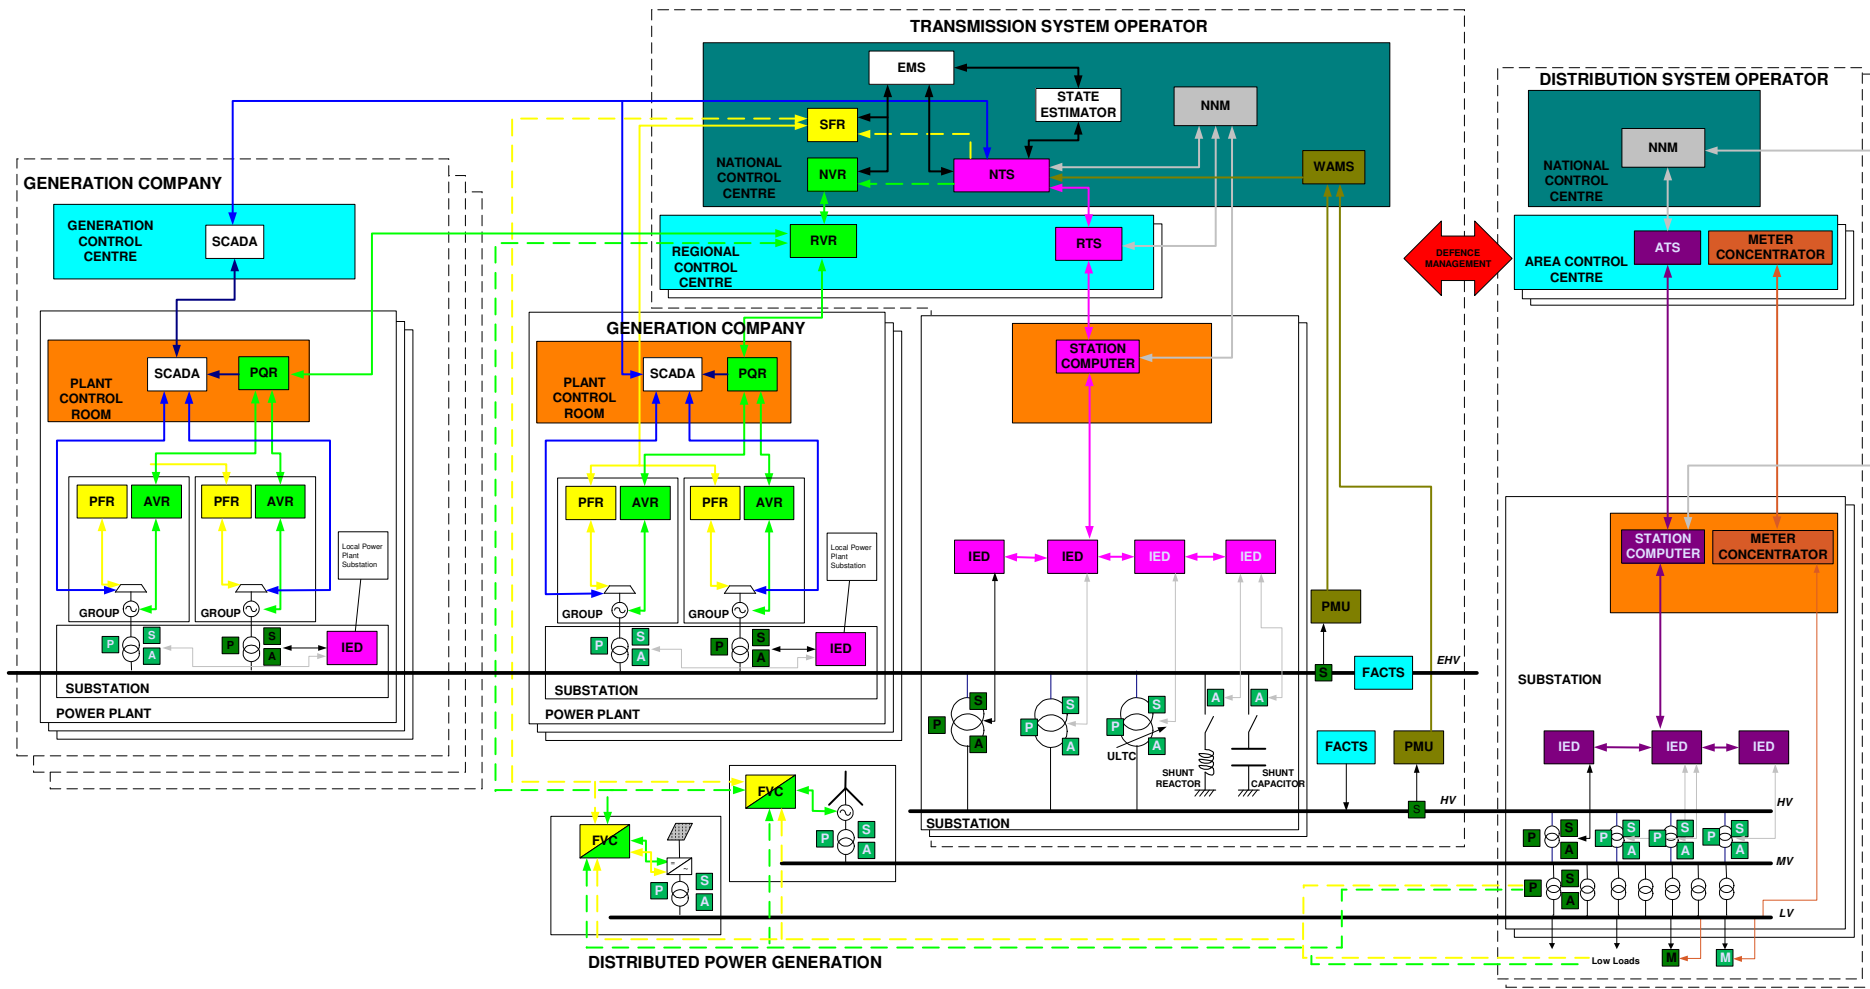 TRANSMISSION SYSTEM OPERATOR
EMS
STATE
ESTIMATOR
NNM
SFR
NATIONAL
CONTROL
CENTRE
NVR
NTS
WAMS
REGIONAL
CONTROL
CENTRE
RVR
RTS
DEFENCE
MANAGEMENT
DISTRIBUTION SYSTEM OPERATOR
NNM
NATIONAL
CONTROL
CENTRE
ATS
METER
CONCENTRATOR
AREA CONTROL
CENTRE
GENERATION COMPANY
GENERATION
CONTROL
CENTRE
SCADA
SCADA
PQR
PLANT
CONTROL
ROOM
PFR
AVR
PFR
AVR
Local Power
Plant
Substation
GROUP
GROUP
P
S
A
P
S
A
IED
SUBSTATION
POWER PLANT
GENERATION COMPANY
SCADA
PQR
PLANT
CONTROL
ROOM
PFR
AVR
PFR
AVR
Local Power
Plant
Substation
GROUP
GROUP
P
S
A
P
S
A
IED
SUBSTATION
POWER PLANT
STATION
COMPUTER
IED
IED
IED
IED
PMU
S
FACTS
EHV
P
S
A
P
S
A
P
S
A
ULTC
A
A
SHUNT
REACTOR
SHUNT
CAPACITOR
FACTS
PMU
S
HV
SUBSTATION
STATION
COMPUTER
METER
CONCENTRATOR
SUBSTATION
IED
IED
IED
HV
P
S
A
P
S
A
P
S
A
P
S
A
MV
P
S
A
LV
Low Loads
M
M
FVC
P
S
A
FVC
P
S
A
DISTRIBUTED POWER GENERATION